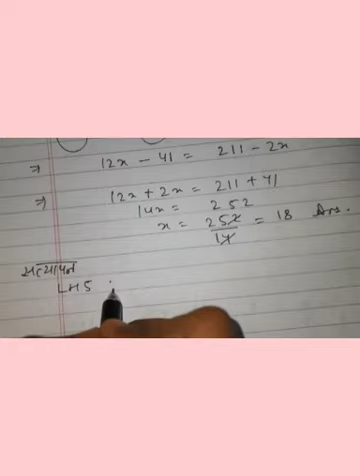 ⇒ 12x - 41 = 211 - 2x
⇒ 12x + 2x = 211 + 41
14x = 252
x = 252/14 = 18 Ans.
सत्यापन
LHS :